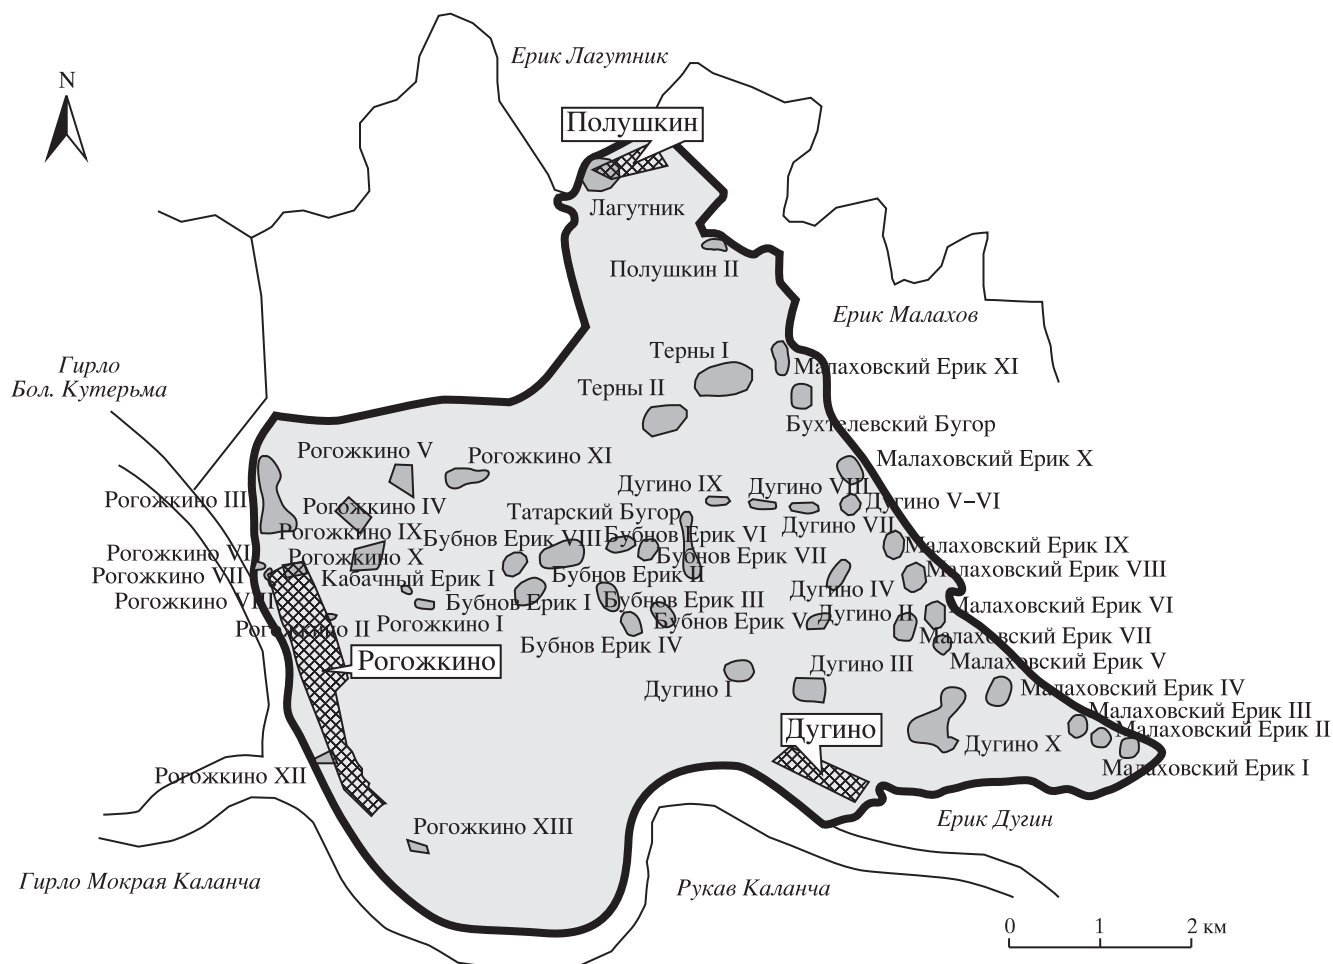 Ерик Лагутник
N
Полушкин
Лагутник
Полушкин II
Ерик Малахов
Терны I
Малаховский Ерик XI
Гирло
Бол. Кутерьма
Терны II
Бухтелевский Бугор
Рогожкино V
Рогожкино XI
Малаховский Ерик X
Дугино IX
Дугино VIII
Рогожкино III
Рогожкино IV
Дугино V–VI
Татарский Бугор
Дугино VII
Рогожкино IX
Бубнов Ерик VIII
Бубнов Ерик VI
Малаховский Ерик IX
Рогожкино VI
Рогожкино X
Бубнов Ерик VII
Рогожкино VII
Кабачный Ерик I
Бубнов Ерик II
Малаховский Ерик VIII
Дугино IV
Рогожкино VIII
Бубнов Ерик I
Бубнов Ерик III
Малаховский Ерик VI
Дугино II
Рогожкино II
Рогожкино I
Бубнов Ерик V
Малаховский Ерик VII
Бубнов Ерик IV
Рогожкино
Дугино III
Малаховский Ерик V
Дугино I
Малаховский Ерик IV
Малаховский Ерик III
Дугино
Малаховский Ерик II
Дугино X
Рогожкино XII
Малаховский Ерик I
Рогожкино XIII
Ерик Дугин
Гирло Мокрая Каланча
Рукав Каланча
0 1 2 км